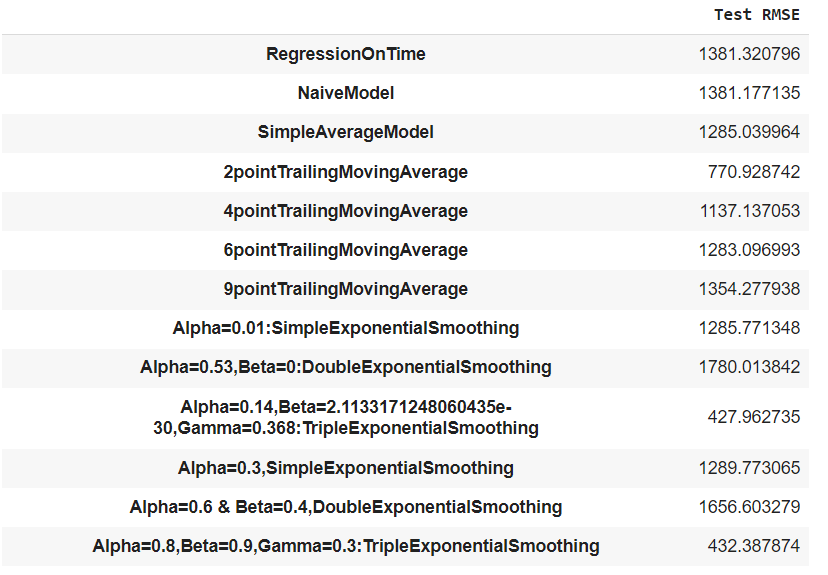 Test RMSE
RegressionOnTime 1381.320796
NaiveModel 1381.177135
SimpleAverageModel 1285.039964
2pointTrailingMovingAverage 770.928742
4pointTrailingMovingAverage 1137.137053
6pointTrailingMovingAverage 1283.096993
9pointTrailingMovingAverage 1354.277938
Alpha=0.01:SimpleExponentialSmoothing 1285.771348
Alpha=0.53,Beta=0:DoubleExponentialSmoothing 1780.013842
Alpha=0.14,Beta=2.1133171248060435e-
30,Gamma=0.368:TripleExponentialSmoothing 427.962735
Alpha=0.3,SimpleExponentialSmoothing 1289.773065
Alpha=0.6 & Beta=0.4,DoubleExponentialSmoothing 1656.603279
Alpha=0.8,Beta=0.9,Gamma=0.3:TripleExponentialSmoothing 432.387874